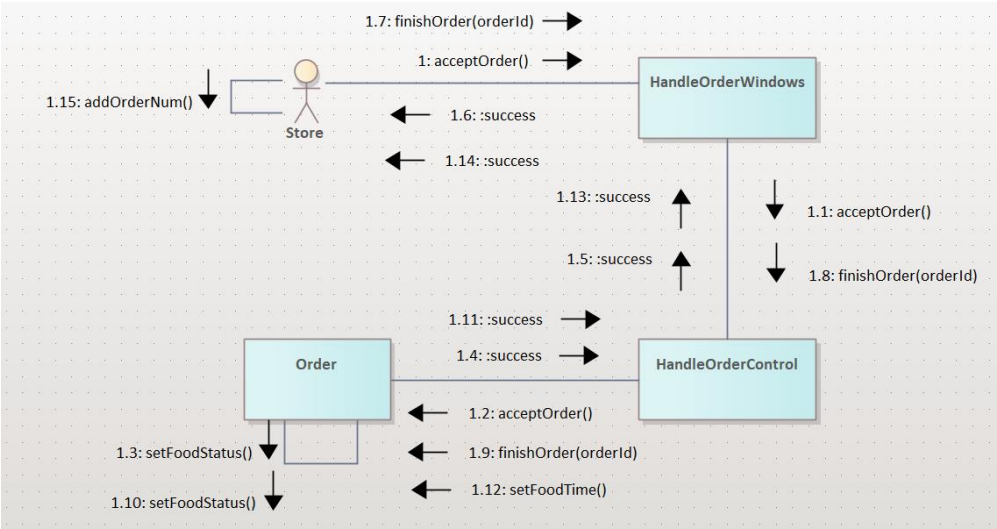 1.7: finishOrder(orderId)
1: acceptOrder()
HandleOrderWindows
1.15: addOrderNum()
1.6: :success
Store
1.14: :success
1.13: :success
1.1: acceptOrder()
1.5: :success
1.8: finishOrder(orderId)
1.11: :success
1.4: :success
Order
HandleOrderControl
1.2: acceptOrder()
1.3: setFoodStatus()
1.9: finishOrder(orderId)
1.12: setFoodTime()
1.10: setFoodStatus()